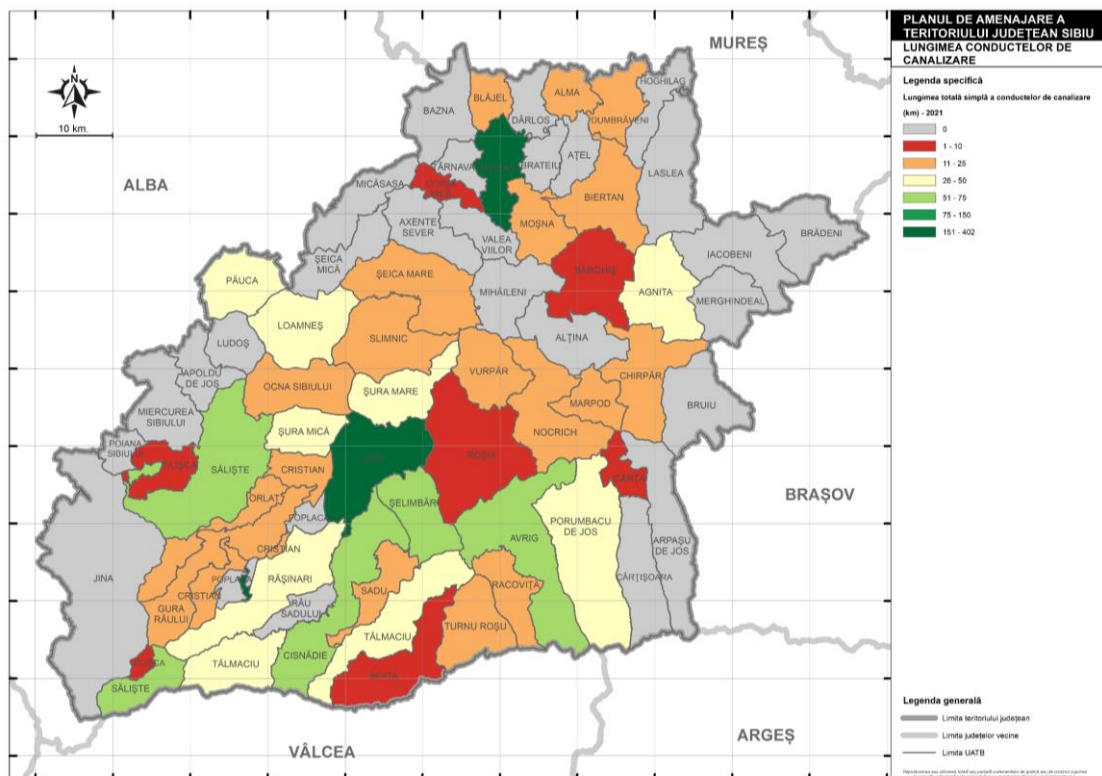 PLANUL DE AMENAJARE A
TERITORIULUI JUDEȚEAN SIBIU
LUNGIMEA CONDUCTELOR DE
CANALIZARE
Legenda specifică
Lungimea totală simplă a conductelor de canalizare
(km) - 2021
0
1 - 10
11 - 25
26 - 50
51 - 75
75 - 150
151 - 402
10 km.
MUREȘ
ALBA
BRAȘOV
ARGEȘ
VÂLCEA
HOGHILAG
BLĂJEL
ALMA
BAZNA
DÂRLOS
DUMBRĂVENI
AȚEL
BRATEIU
TÂRNAVA
LASLEA
MICĂSASA
BIERTAN
AXENTE
SEVER
MOȘNA
VALEA
VIILOR
BRĂDENI
IACOBENI
ȘEICA
MICĂ
ȘEICA MARE
BÂRGHIȘ
PĂUCA
MIHĂILENI
AGNITA
MERGHINDEAL
LOAMNEȘ
SLIMNIC
ALȚINA
LUDOȘ
APOLDU
DE JOS
VURPĂR
CHIRPĂR
OCNA SIBIULUI
ȘURA MARE
MARPOD
BRUIU
MIERCUREA
SIBIULUI
ȘURA MICĂ
NOCRICH
POIANA
SIBIULUI
ROȘIA
SĂLIȘTE
CRISTIAN
CÂRȚA
ORLAT
ȘELIMBĂR
POPLACA
PORUMBACU
DE JOS
AVRIG
ARPAȘU
DE JOS
CRISTIAN
JINA
RĂȘINARI
CÂRȚIȘOARA
CRISTIAN
SADU
RACOVIȚA
RÂU
SADULUI
GURA
RÂULUI
TURNU ROȘU
TĂLMACIU
CISNĂDIE
TĂLMACIU
BOIȚA
SĂLIȘTE
Legenda generală
Limita teritoriului județean
Limita județelor vecine
Limita UATB